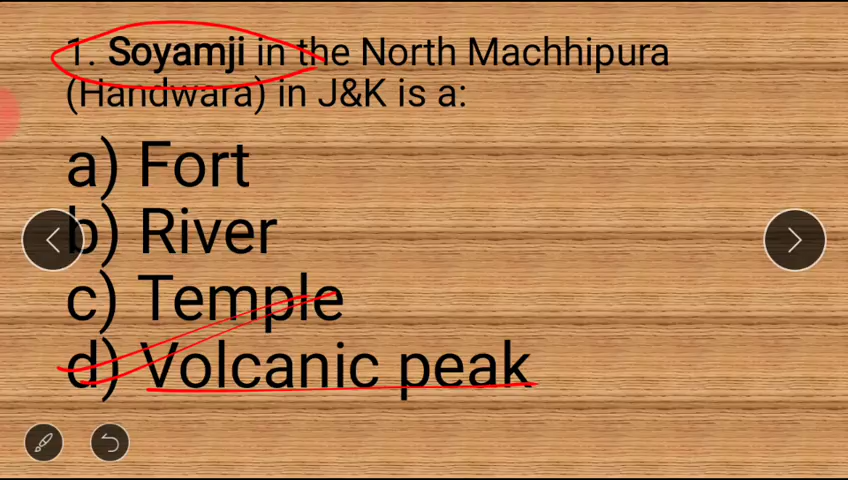 1. Soyamji in the North Machhipura
(Handwara) in J&K is a:
a) Fort
b) River
c) Temple
d) Volcanic peak